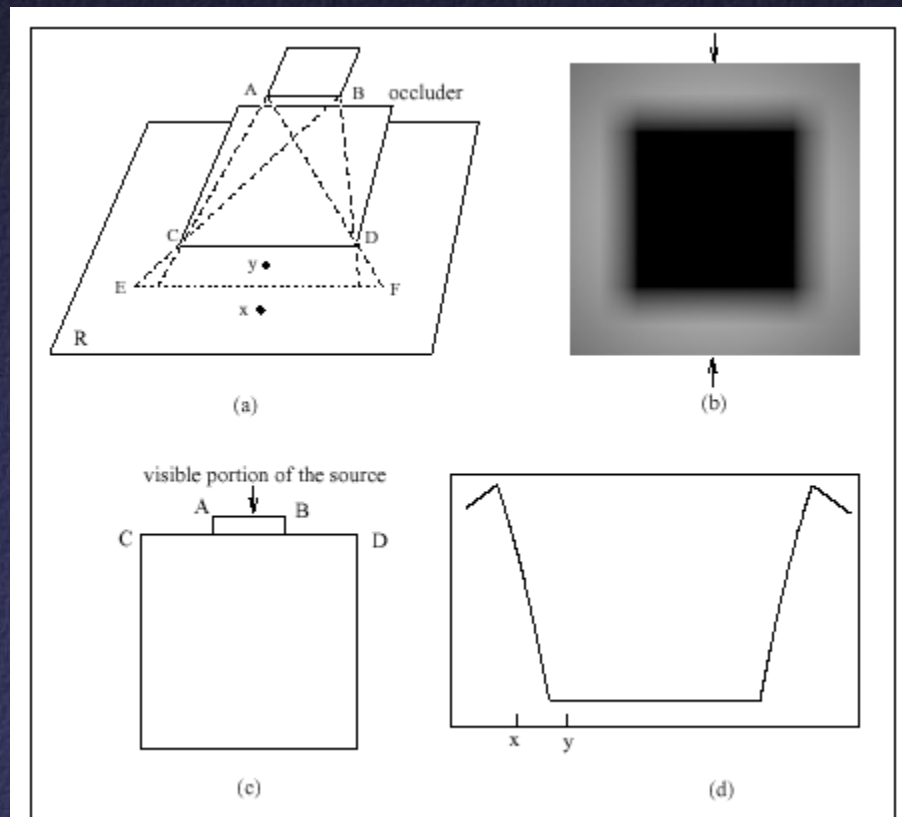 A B occluder
C D
y
E F
x
R
(a)
(b)
visible portion of the source
A B
C D
(c)
x y
(d)